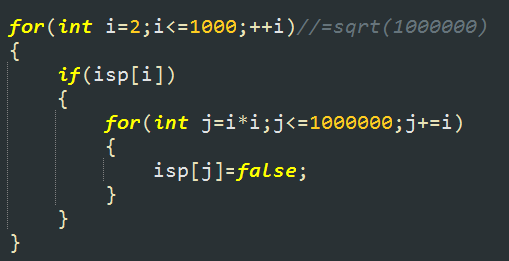 for(int i=2;i<=1000;++i)//=sqrt(1000000)
{
    if(isp[i])
    {
        for(int j=i*i;j<=1000000;j+=i)
        {
            isp[j]=false;
        }
    }
}